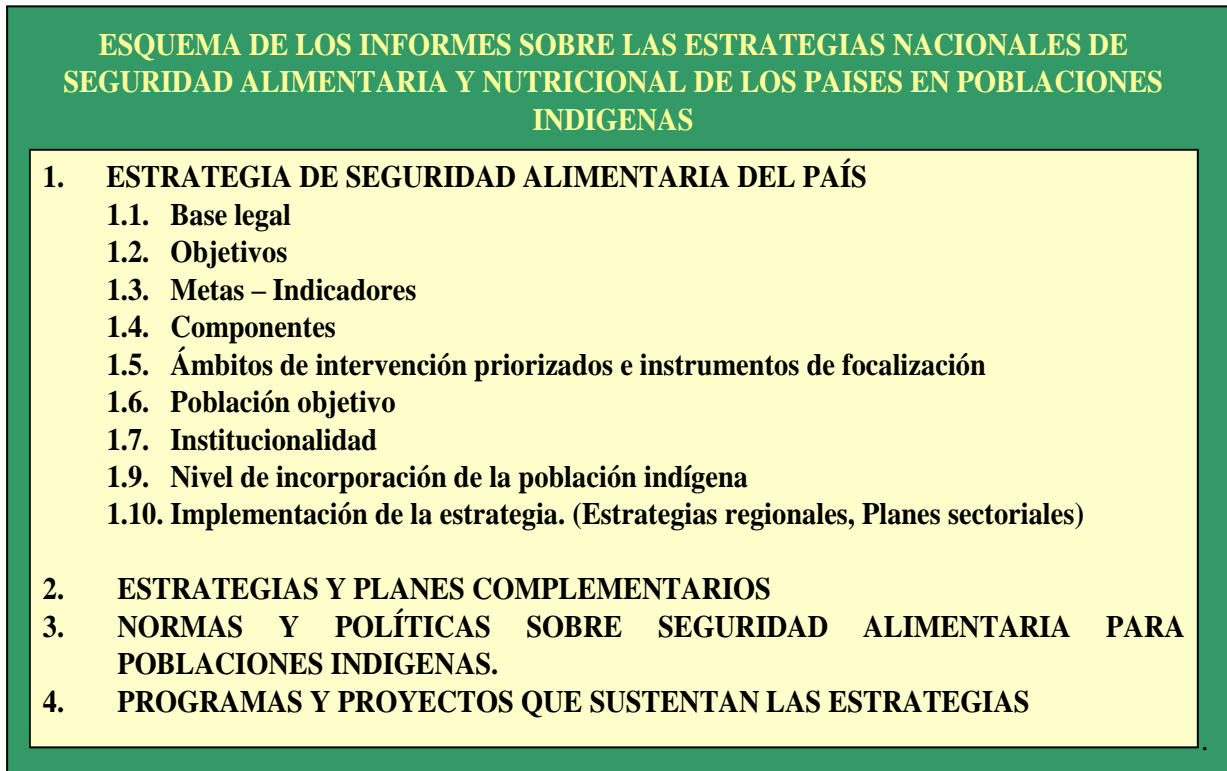 ESQUEMA DE LOS INFORMES SOBRE LAS ESTRATEGIAS NACIONALES DE
SEGURIDAD ALIMENTARIA Y NUTRICIONAL DE LOS PAISES EN POBLACIONES
INDIGENAS
1. ESTRATEGIA DE SEGURIDAD ALIMENTARIA DEL PAÍS
1.1. Base legal
1.2. Objetivos
1.3. Metas – Indicadores
1.4. Componentes
1.5. Ámbitos de intervención priorizados e instrumentos de focalización
1.6. Población objetivo
1.7. Institucionalidad
1.9. Nivel de incorporación de la población indígena
1.10. Implementación de la estrategia. (Estrategias regionales, Planes sectoriales)
2. ESTRATEGIAS Y PLANES COMPLEMENTARIOS
3. NORMAS Y POLÍTICAS SOBRE SEGURIDAD ALIMENTARIA PARA
POBLACIONES INDIGENAS.
4. PROGRAMAS Y PROYECTOS QUE SUSTENTAN LAS ESTRATEGIAS
.